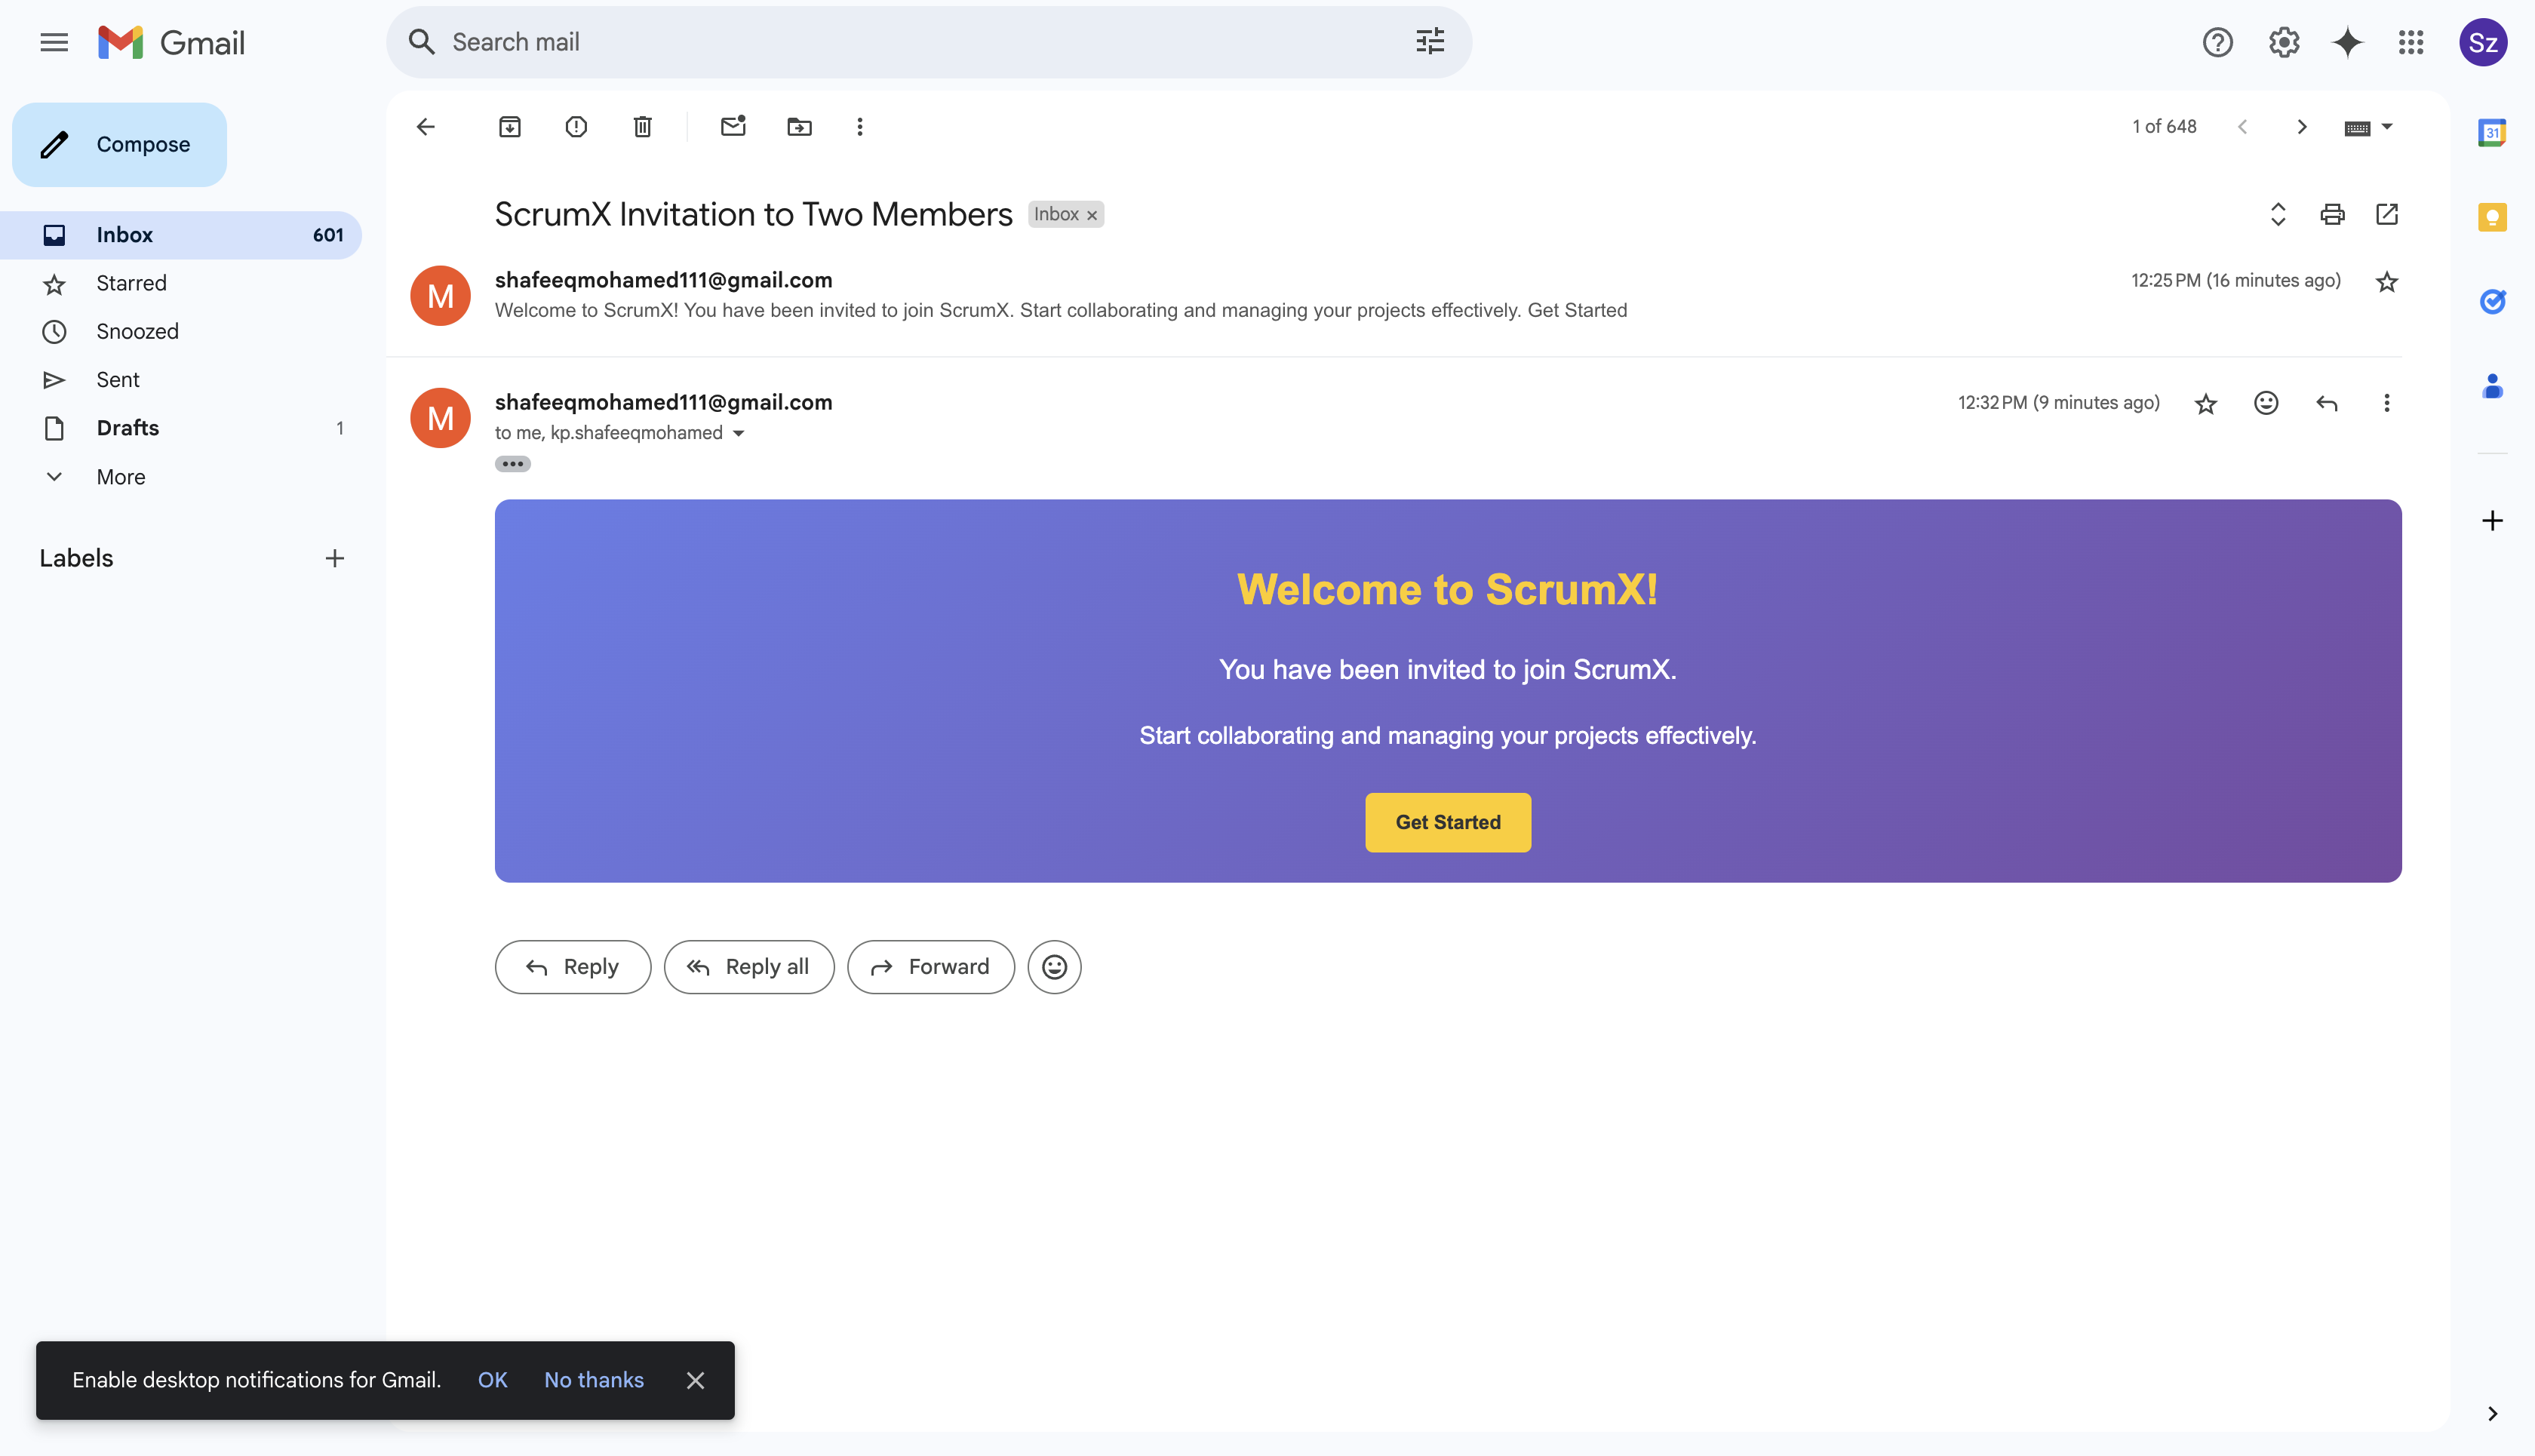 Gmail
Search mail
Sz
Compose
Inbox 601
Starred
Snoozed
Sent
Drafts 1
More
Labels
1 of 648
31
ScrumX Invitation to Two Members
Inbox
M
shafeeqmohamed111@gmail.com
12:25 PM (16 minutes ago)
Welcome to ScrumX! You have been invited to join ScrumX. Start collaborating and managing your projects effectively. Get Started
M
shafeeqmohamed111@gmail.com
12:32 PM (9 minutes ago)
to me, kp.shafeeqmohamed
Welcome to ScrumX!
You have been invited to join ScrumX.
Start collaborating and managing your projects effectively.
Get Started
Reply
Reply all
Forward
Enable desktop notifications for Gmail. OK No thanks